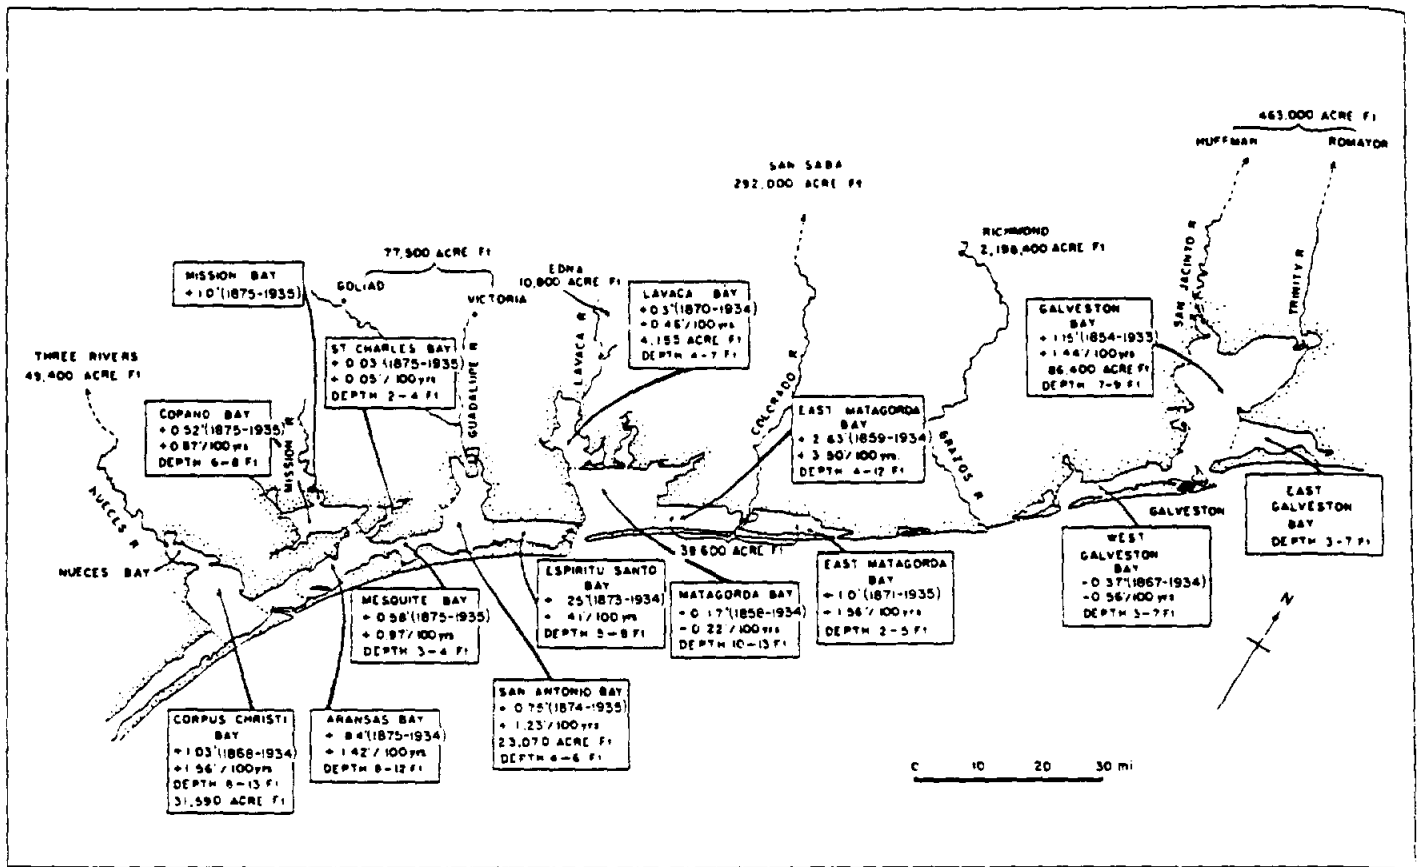 463,000 ACRE Ft
HUFFMAN
ROMAYOR
SAN SABA
292,000 ACRE Ft
RICHMOND
2,198,400 ACRE Ft
SAN JACINTO R
TRINITY R
77,500 ACRE Ft
GOLIAD
VICTORIA
EDNA
10,800 ACRE Ft
MISSION BAY
+1.0'(1875-1935)
LAVACA BAY
+0.3'(1870-1934)
+0.46'/100 yrs
4,155 ACRE Ft
DEPTH 4-7 Ft
GALVESTON
BAY
+1.15'(1854-1933)
+1.44'/100 yrs
86,400 ACRE Ft
DEPTH 7-9 Ft
THREE RIVERS
49,400 ACRE Ft
ST CHARLES BAY
+0.03'(1875-1935)
+0.05'/100 yrs
DEPTH 2-4 Ft
GUADALUPE R
LAVACA R
COLORADO R
BRAZOS R
COPANO BAY
+0.52'(1875-1935)
+0.87'/100 yrs
DEPTH 6-8 Ft
MISSION R
EAST MATAGORDA
BAY
+2.63'(1859-1934)
+3.50'/100 yrs.
DEPTH 4-12 Ft
NUECES R
NUECES BAY
GALVESTON
EAST
GALVESTON
BAY
DEPTH 3-7 Ft
38,600 ACRE Ft
WEST
GALVESTON
BAY
-0.37'(1867-1934)
-0.56'/100 yrs
DEPTH 3-7 Ft
MESQUITE BAY
+0.58'(1875-1935)
+0.97'/100 yrs
DEPTH 3-4 Ft
ESPIRITU SANTO
BAY
+.25'(1873-1934)
+.41'/100 yrs
DEPTH 5-8 Ft
MATAGORDA BAY
-0.17'(1858-1934)
-0.22'/100 yrs
DEPTH 10-13 Ft
EAST MATAGORDA
BAY
+1.0'(1871-1935)
+1.56'/100 yrs
DEPTH 2-5 Ft
N
CORPUS CHRISTI
BAY
+1.03'(1868-1934)
+1.56'/100 yrs
DEPTH 8-13 Ft
31,590 ACRE Ft
ARANSAS BAY
+.84'(1875-1934)
+1.42'/100 yrs
DEPTH 8-12 Ft
SAN ANTONIO BAY
+0.75'(1874-1935)
+1.23'/100 yrs
23,070 ACRE Ft
DEPTH 4-6 Ft
0 10 20 30 mi